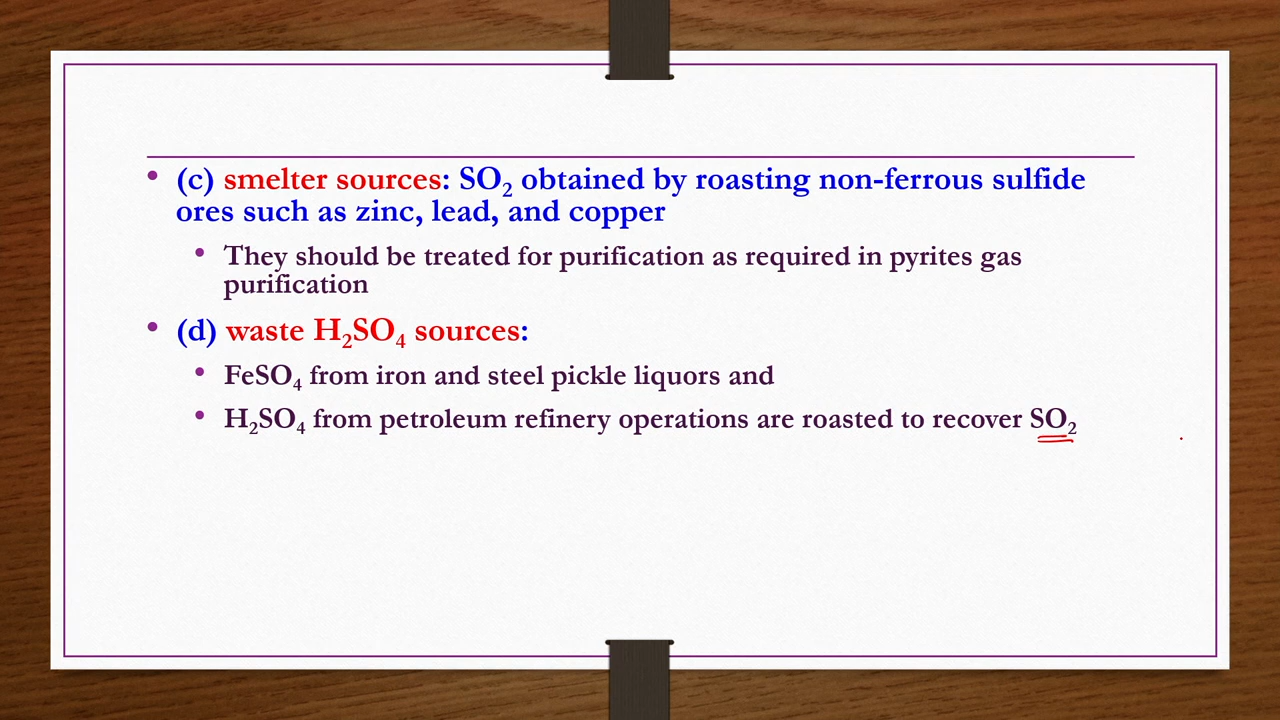 • (c) smelter sources: SO₂ obtained by roasting non-ferrous sulfide
ores such as zinc, lead, and copper
• They should be treated for purification as required in pyrites gas
purification
• (d) waste H₂SO₄ sources:
• FeSO₄ from iron and steel pickle liquors and
• H₂SO₄ from petroleum refinery operations are roasted to recover SO₂